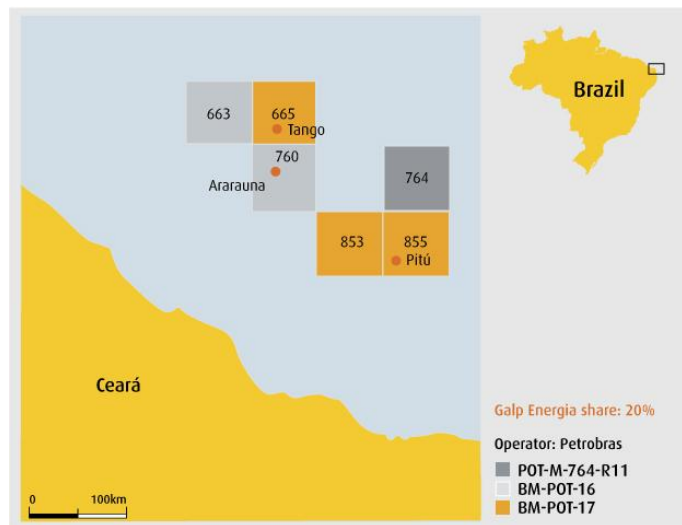 663
665
Tango
760
Ararauna
764
853
855
Pitú
Ceará
0 100km
Brazil
Galp Energia share: 20%
Operator: Petrobras
POT-M-764-R11
BM-POT-16
BM-POT-17